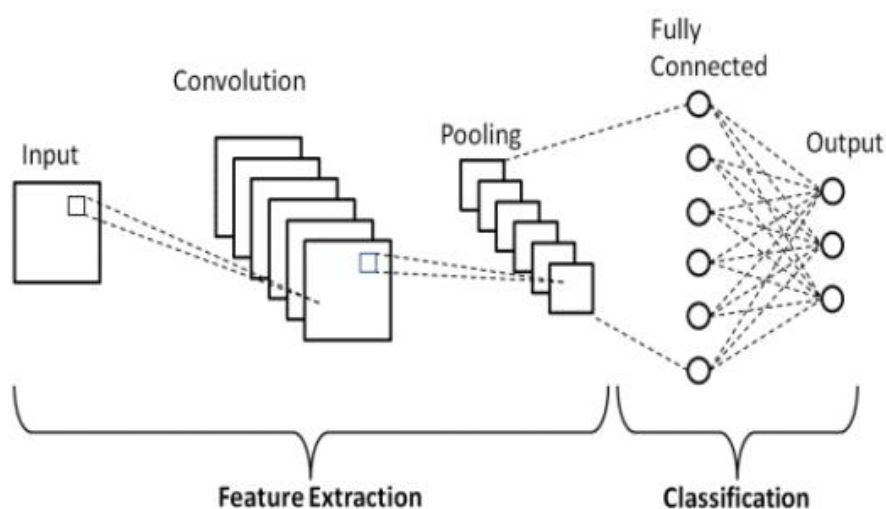 Input
Convolution
Pooling
Fully
Connected
Output
Feature Extraction
Classification